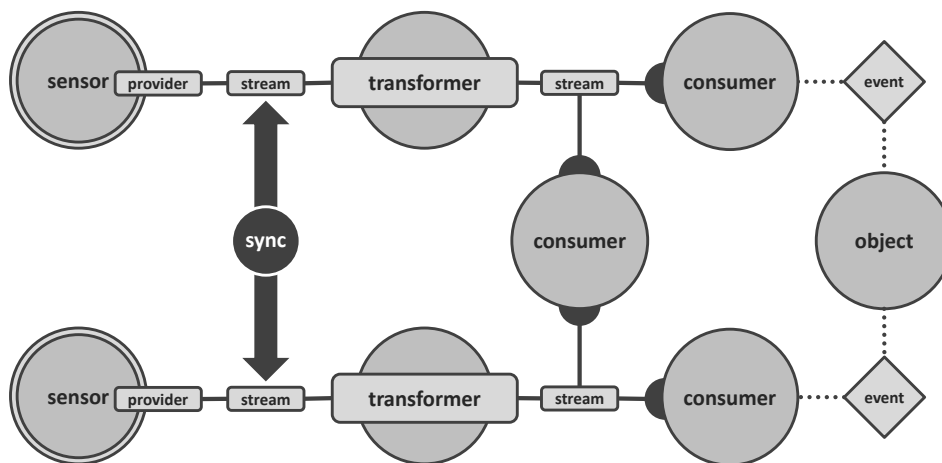 sensor
provider
stream
transformer
stream
consumer
event
sync
consumer
object
sensor
provider
stream
transformer
stream
consumer
event